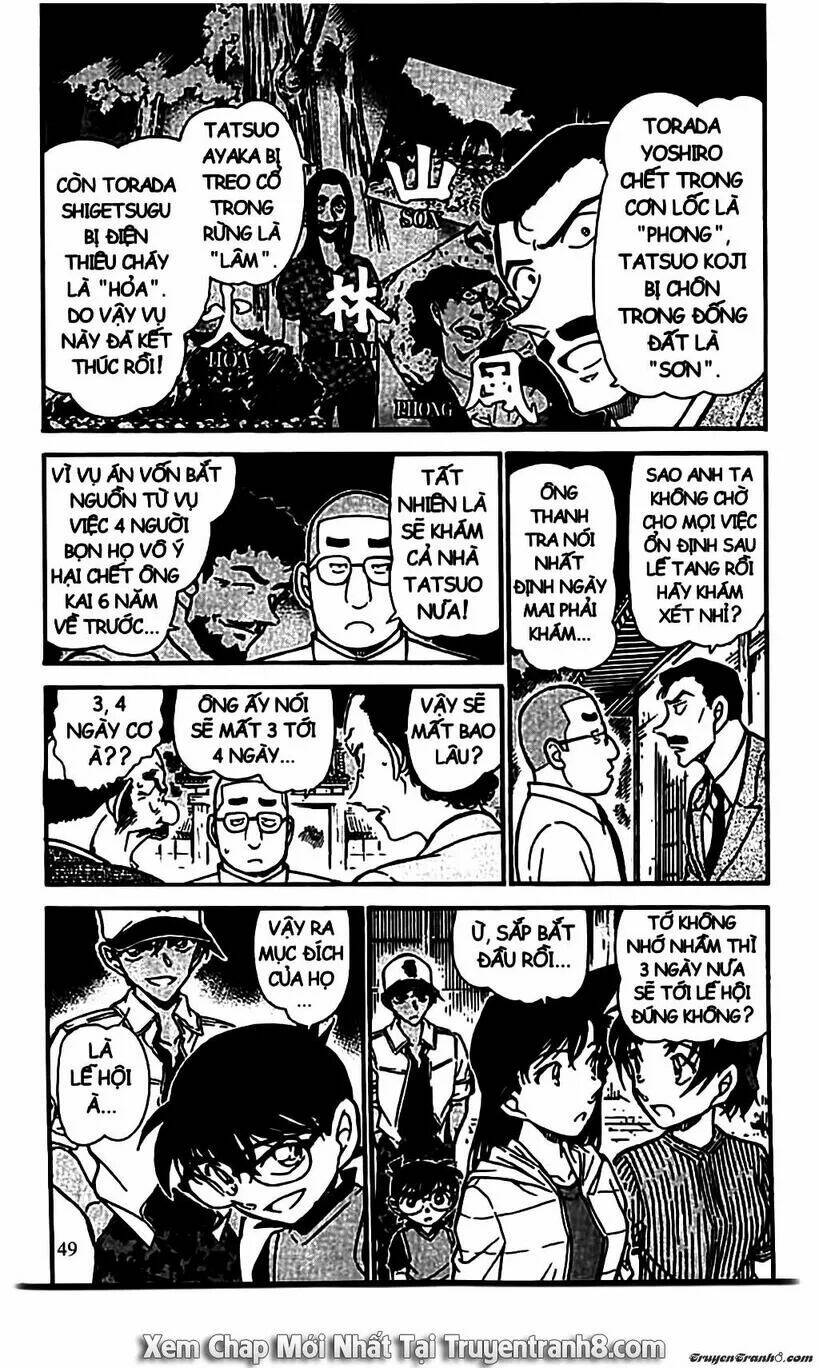 TORADA
YOSHIRO
CHẾT TRONG
CƠN LỐC LÀ
"PHONG",
TATSUO KOJI
BỊ CHÔN
TRONG ĐỐNG
ĐẤT LÀ
"SƠN".
TATSUO
AYAKA BỊ
TREO CỔ
TRONG
RỪNG LÀ
"LÂM".
CÒN TORADA
SHIGETSUGU
BỊ ĐIỆN
THIÊU CHÁY
LÀ "HỎA".
DO VẬY VỤ
NÀY ĐÃ KẾT
THÚC RỒI!
山
SƠN
林
LÂM
火
HỎA
風
PHONG
SAO ANH TA
KHÔNG CHỜ
CHO MỌI VIỆC
ỔN ĐỊNH SAU
LỄ TANG RỒI
HÃY KHÁM
XÉT NHỈ?
ÔNG
THANH
TRA NÓI
NHẤT
ĐỊNH NGÀY
MAI PHẢI
KHÁM...
TẤT
NHIÊN LÀ
SẼ KHÁM
CẢ NHÀ
TATSUO
NỮA!
VÌ VỤ ÁN VỐN BẮT
NGUỒN TỪ VỤ
VIỆC 4 NGƯỜI
BỌN HỌ VÔ Ý
HẠI CHẾT ÔNG
KAI 6 NĂM
VỀ TRƯỚC...
VẬY SẼ
MẤT BAO
LÂU?
ÔNG ẤY NÓI
SẼ MẤT 3 TỚI
4 NGÀY...
3, 4
NGÀY CƠ
À??
TỚ KHÔNG
NHỚ NHẦM THÌ
3 NGÀY NỮA
SẼ TỚI LỄ HỘI
ĐÚNG KHÔNG?
Ừ, SẮP BẮT
ĐẦU RỒI...
VẬY RA
MỤC ĐÍCH
CỦA HỌ
...
LÀ
LỄ HỘI
À...
49
Xem Chap Mới Nhất Tại Truyentranh8.com
TruyenTranh8.com